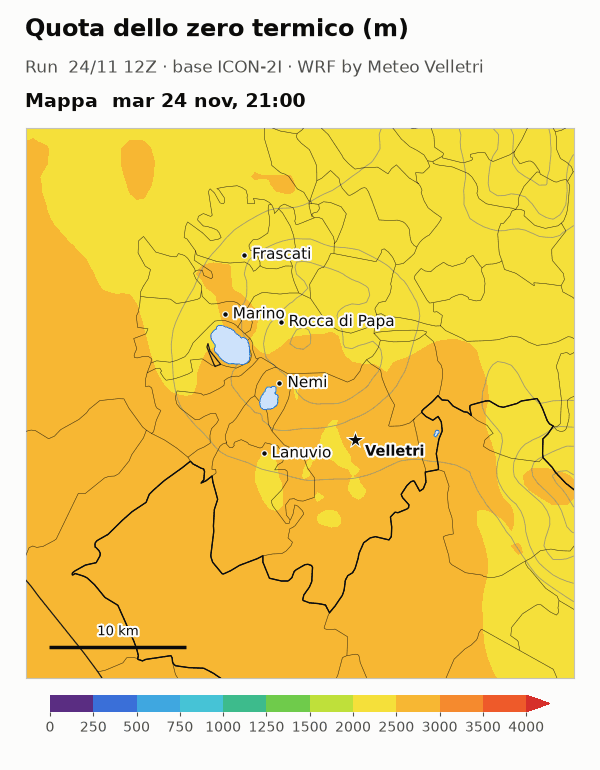 Quota dello zero termico (m)
Run  24/11 12Z · base ICON-2I · WRF by Meteo Velletri
Mappa  mar 24 nov, 21:00
Frascati
Marino
Rocca di Papa
Nemi
Velletri
Lanuvio
10 km
0 250 500 750 1000 1250 1500 2000 2500 3000 3500 4000